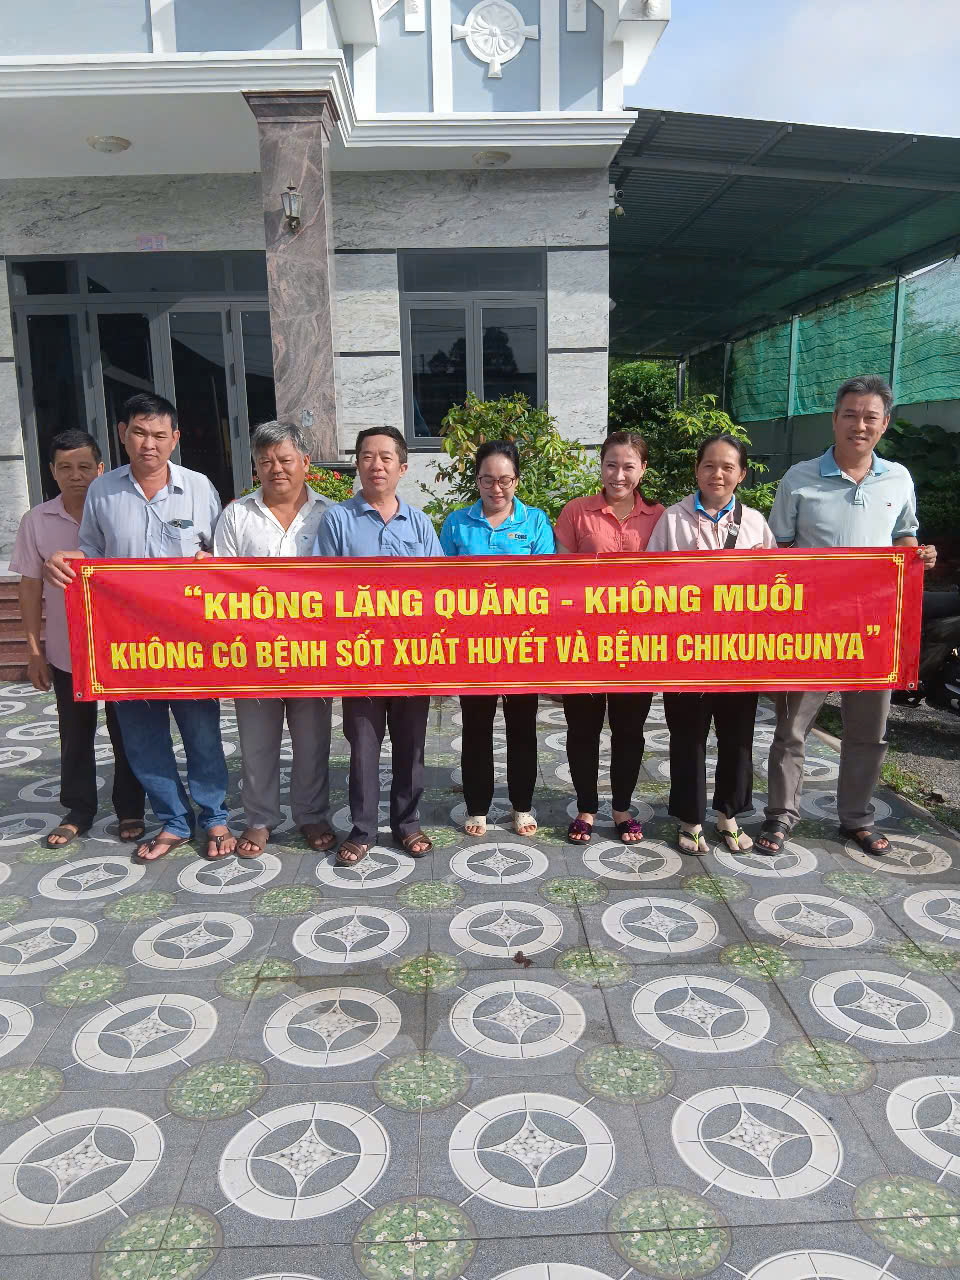 “KHÔNG LĂNG QUĂNG - KHÔNG MUỖI
KHÔNG CÓ BỆNH SỐT XUẤT HUYẾT VÀ BỆNH CHIKUNGUNYA”